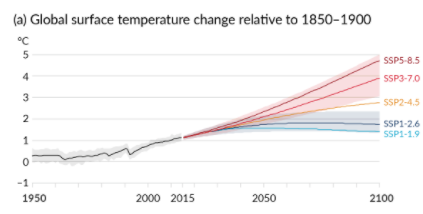 (a) Global surface temperature change relative to 1850–1900
°C
5
SSP5-8.5
4
SSP3-7.0
3
SSP2-4.5
2
SSP1-2.6
SSP1-1.9
1
0
−1
1950 2000 2015 2050 2100